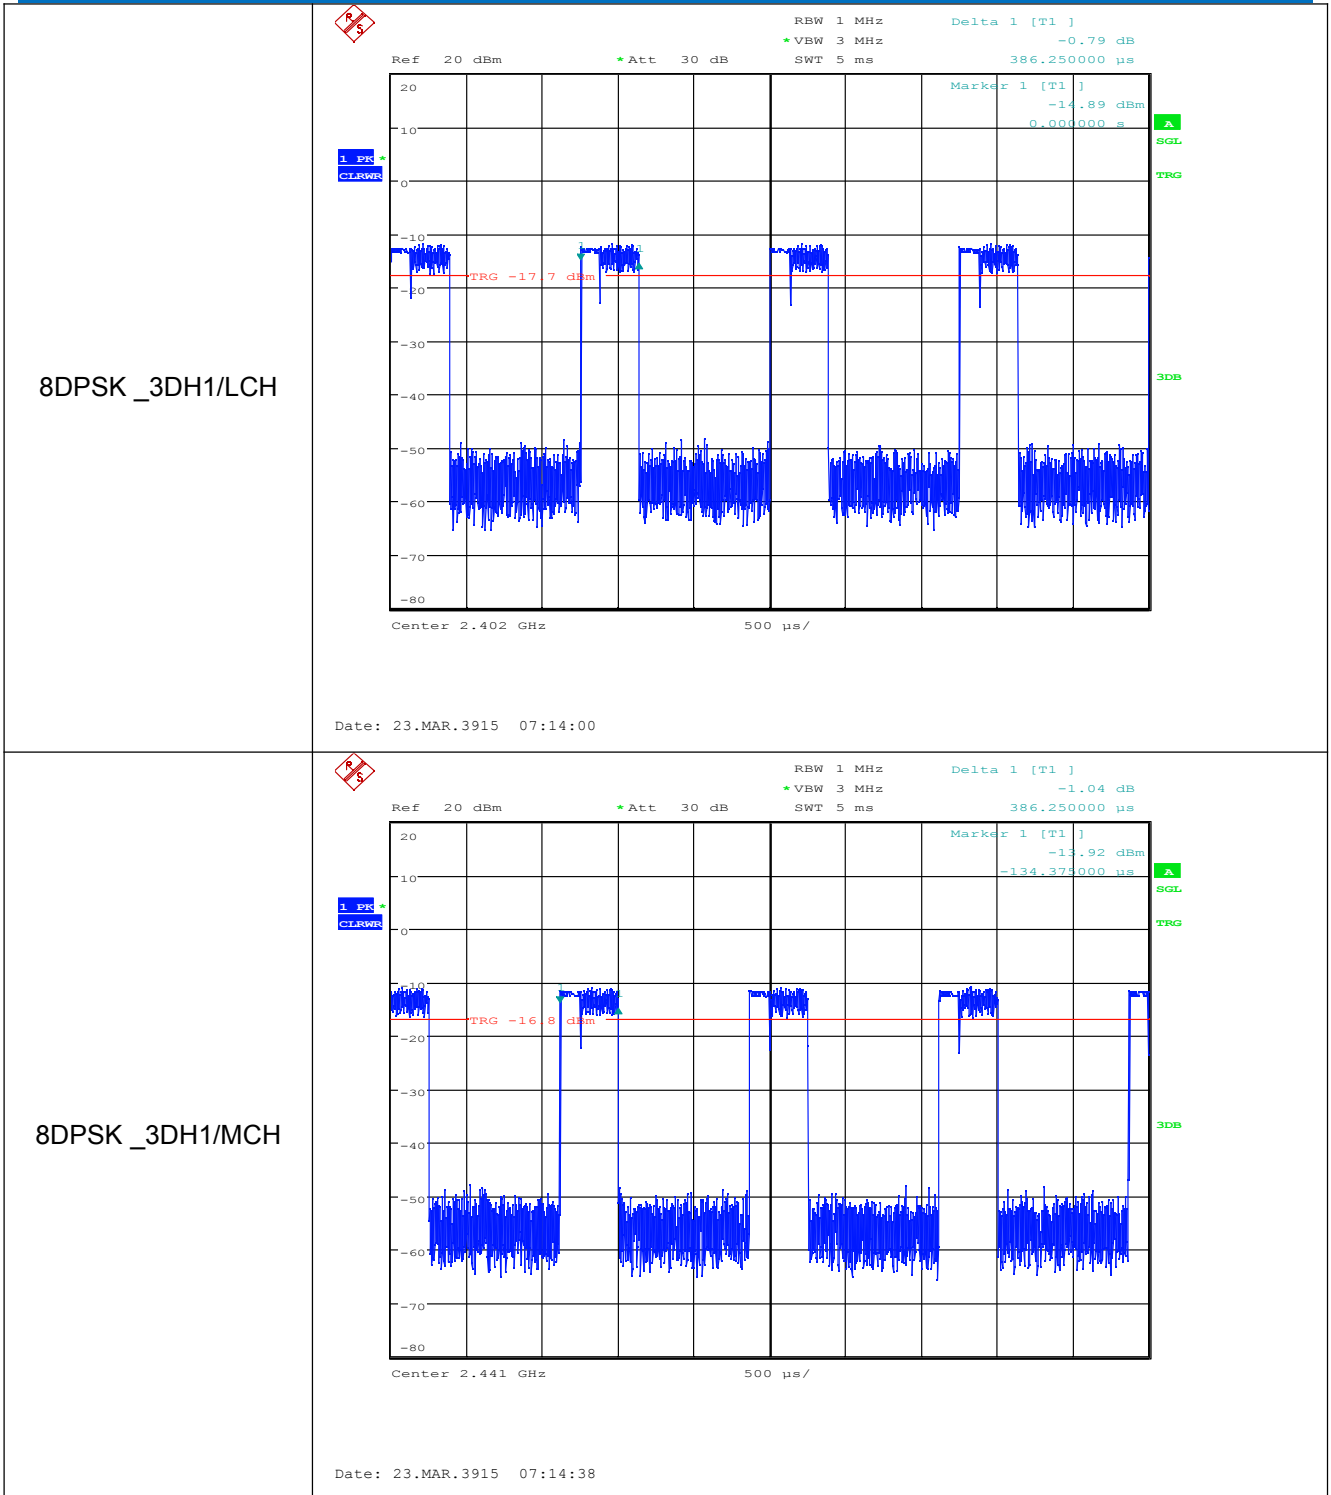 8DPSK _3DH1/LCH
R S
RBW 1 MHz Delta 1 [T1 ]
*VBW 3 MHz -0.79 dB
Ref 20 dBm *Att 30 dB SWT 5 ms 386.250000 µs
20 Marker 1 [T1 ]
-14.89 dBm
0.000000 s A
10
SGL
1 PK *
CLRWR
TRG
0
-10
1 1
TRG -17.7 dBm
-20
-30
3DB
-40
-50
-60
-70
-80
Center 2.402 GHz 500 µs/
Date: 23.MAR.3915 07:14:00
8DPSK _3DH1/MCH
R S
RBW 1 MHz Delta 1 [T1 ]
*VBW 3 MHz -1.04 dB
Ref 20 dBm *Att 30 dB SWT 5 ms 386.250000 µs
20 Marker 1 [T1 ]
-13.92 dBm
-134.375000 µs A
10
SGL
1 PK *
CLRWR
TRG
0
-10
1 1
TRG -16.8 dBm
-20
-30
3DB
-40
-50
-60
-70
-80
Center 2.441 GHz 500 µs/
Date: 23.MAR.3915 07:14:38